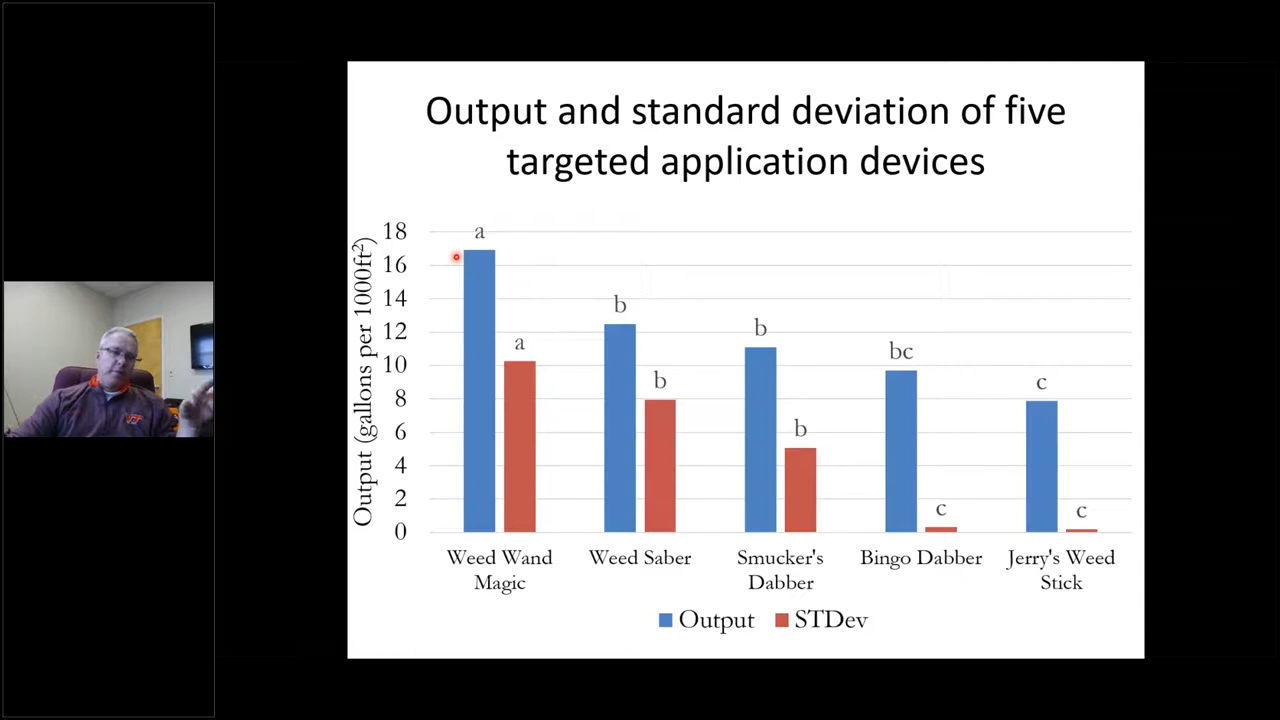 Output and standard deviation of five
targeted application devices
Output (gallons per 1000ft²)
18
16
14
12
10
8
6
4
2
0
a
a
b
b
b
b
bc
c
c
c
Weed Wand
Magic
Weed Saber
Smucker's
Dabber
Bingo Dabber
Jerry's Weed
Stick
Output
STDev